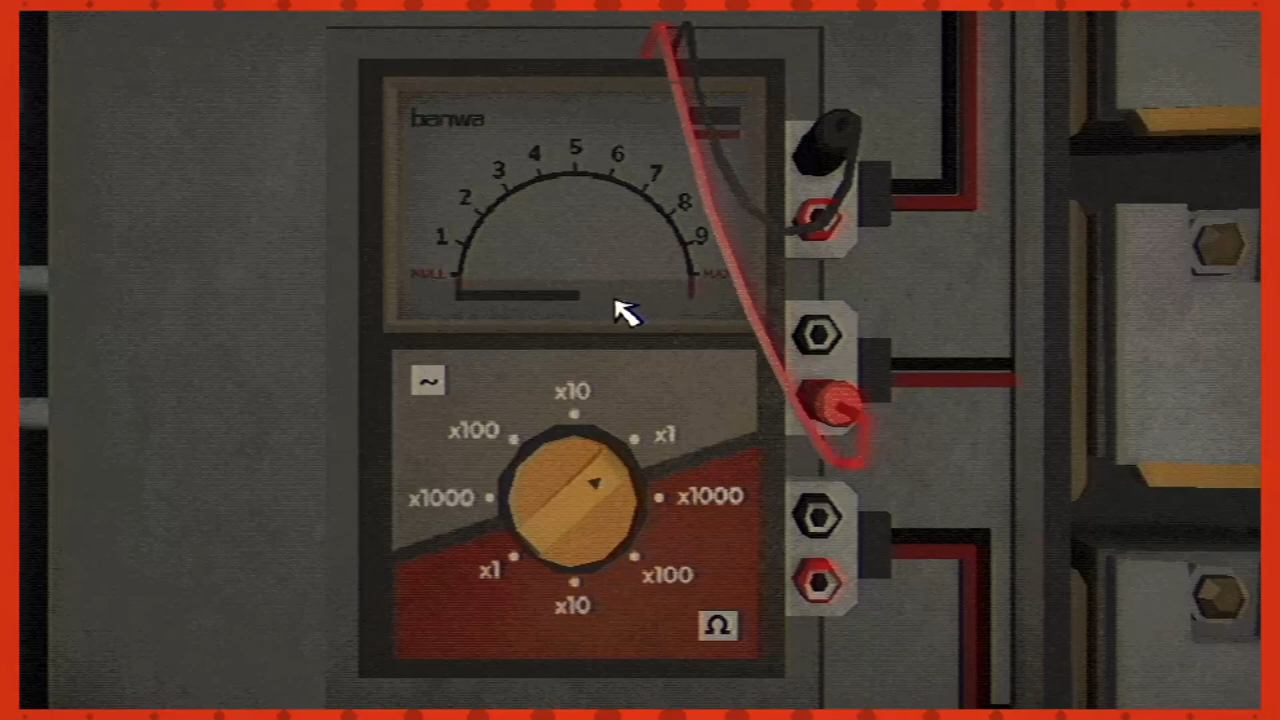 banwa
1 2 3 4 5 6 7 8 9
NULL MAX
~
x10
x100 x1
x1000 x1000
x1 x100
x10
Ω